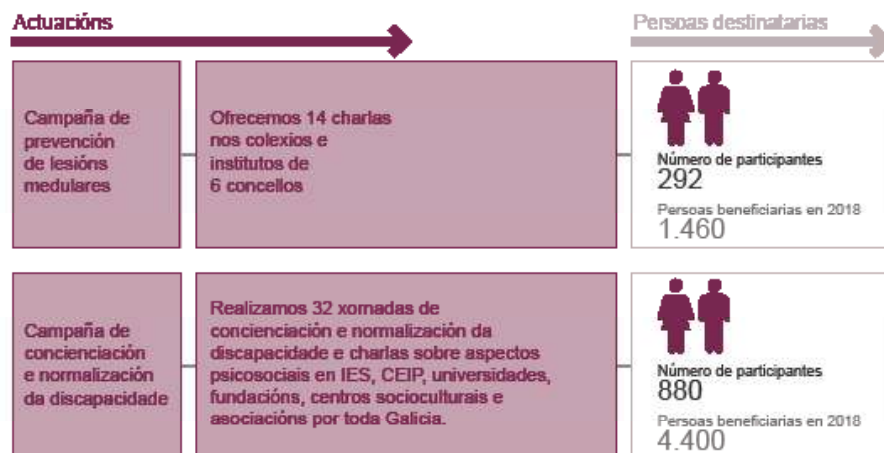 Actuacións
Persoas destinatarias
Campaña de
prevención
de lesións
medulares
Ofrecemos 14 charlas
nos colexios e
institutos de
6 concellos
Número de participantes
292
Persoas beneficiarias en 2018
1.460
Campaña de
concienciación
e normalización
da discapacidade
Realizamos 32 xornadas de
concienciación e normalización da
discapacidade e charlas sobre aspectos
psicosociais en IES, CEIP, universidades,
fundacións, centros socioculturais e
asociacións por toda Galicia.
Número de participantes
880
Persoas beneficiarias en 2018
4.400